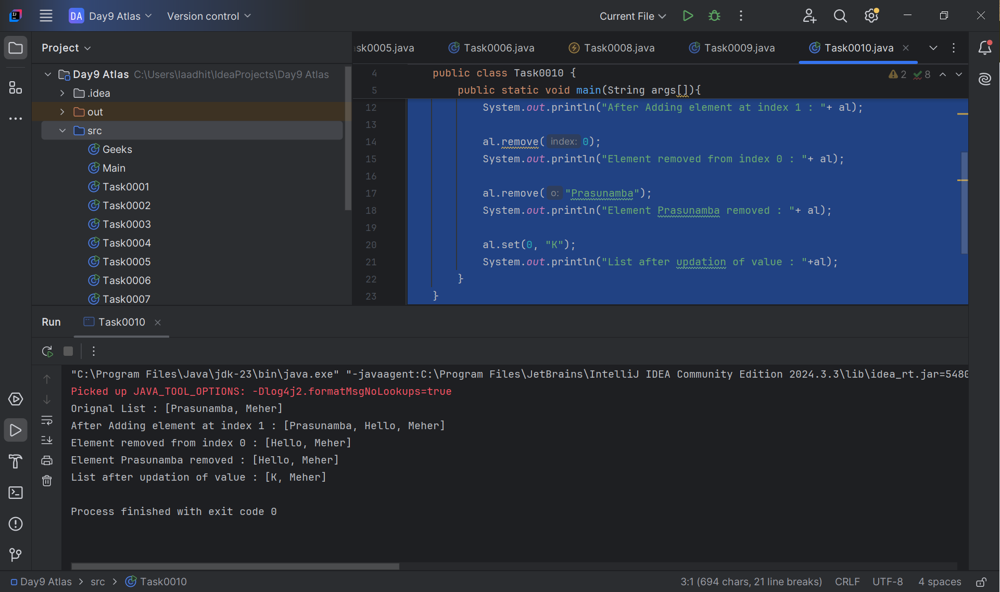 DA Day9 Atlas Version control Current File
Project
sk0005.java Task0006.java Task0008.java Task0009.java Task0010.java
Day9 Atlas C:\Users\laadhit\IdeaProjects\Day9 Atlas
.idea
out
src
Geeks
Main
Task0001
Task0002
Task0003
Task0004
Task0005
Task0006
Task0007
2 8
4 public class Task0010 {
5 public static void main(String args[]){
12 System.out.println("After Adding element at index 1 : "+ al);
13
14 al.remove( index: 0);
15 System.out.println("Element removed from index 0 : "+ al);
16
17 al.remove( o: "Prasunamba");
18 System.out.println("Element Prasunamba removed : "+ al);
19
20 al.set(0, "K");
21 System.out.println("List after updation of value : "+al);
22 }
23 }
Run Task0010
"C:\Program Files\Java\jdk-23\bin\java.exe" "-javaagent:C:\Program Files\JetBrains\IntelliJ IDEA Community Edition 2024.3.3\lib\idea_rt.jar=5480
Picked up JAVA_TOOL_OPTIONS: -Dlog4j2.formatMsgNoLookups=true
Orignal List : [Prasunamba, Meher]
After Adding element at index 1 : [Prasunamba, Hello, Meher]
Element removed from index 0 : [Hello, Meher]
Element Prasunamba removed : [Hello, Meher]
List after updation of value : [K, Meher]
Process finished with exit code 0
Day9 Atlas > src > Task0010 3:1 (694 chars, 21 line breaks) CRLF UTF-8 4 spaces